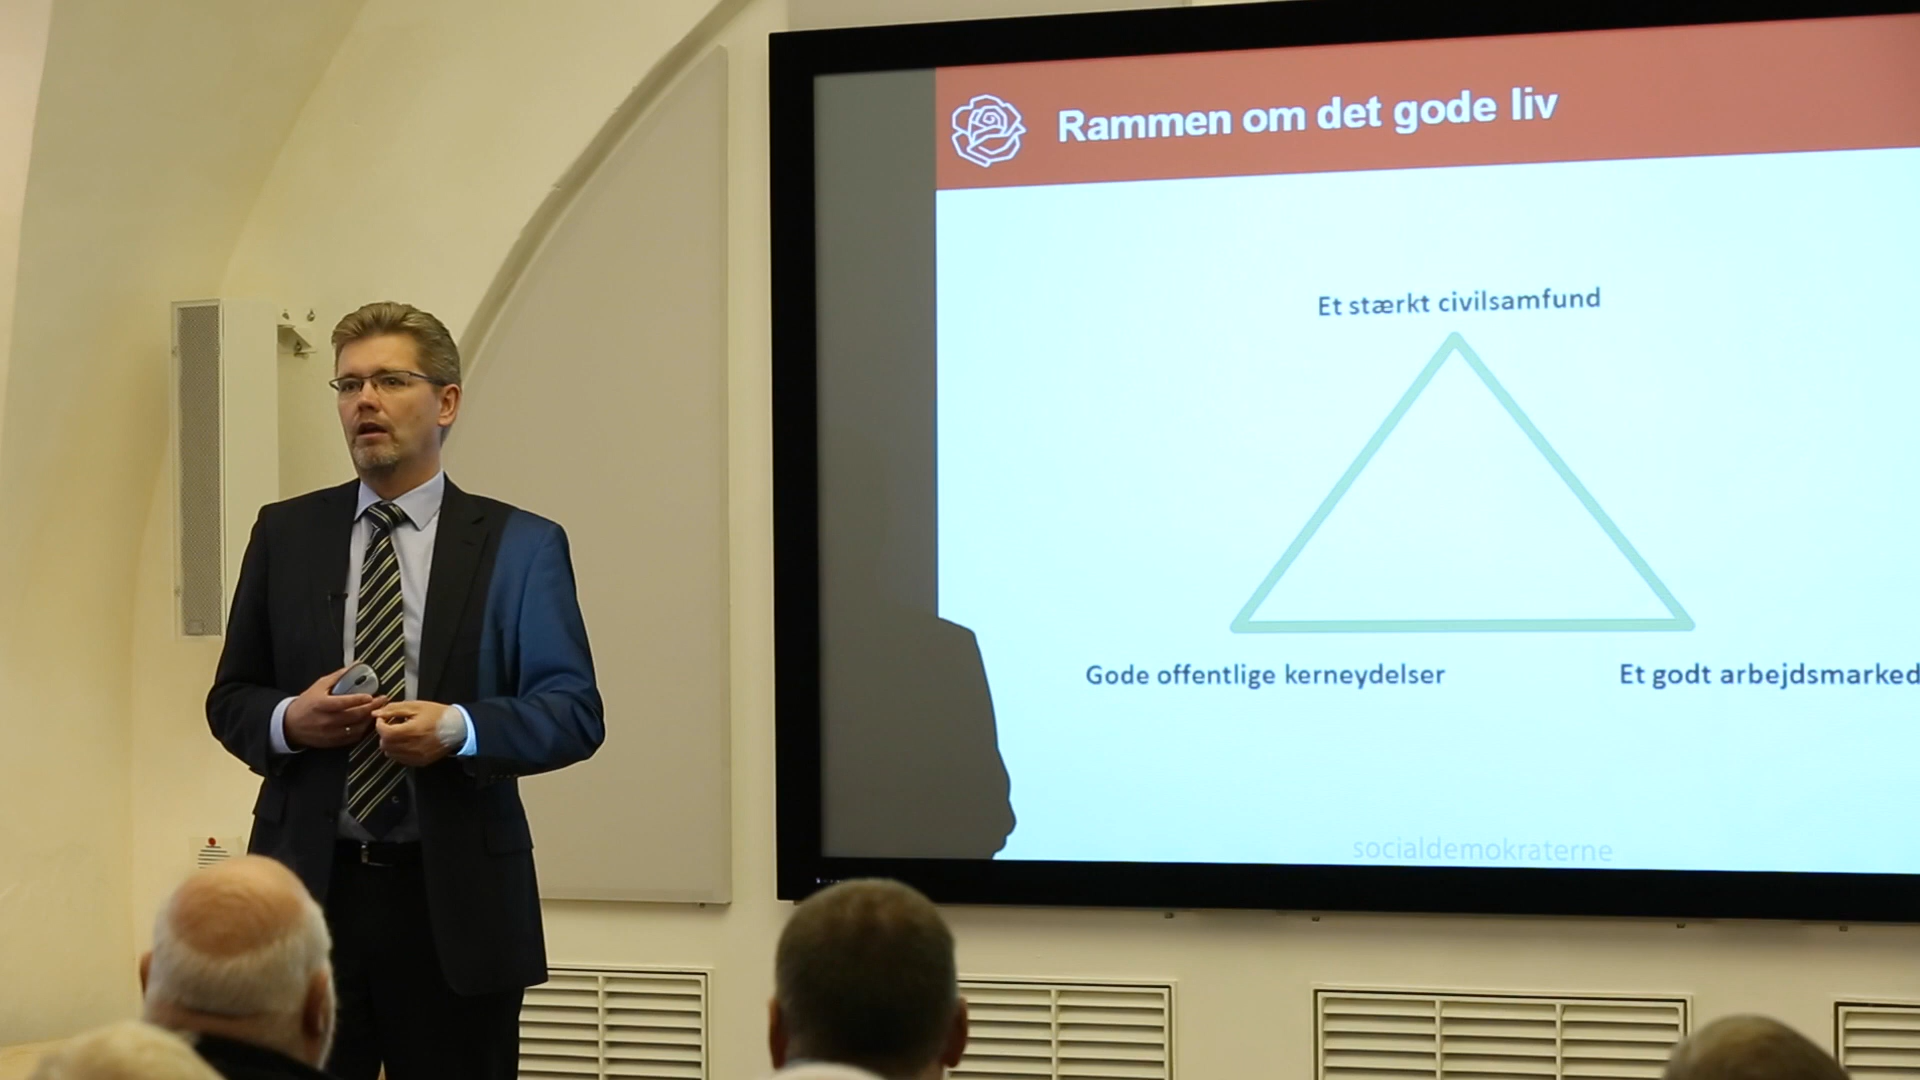 Rammen om det gode liv
Et stærkt civilsamfund
Gode offentlige kerneydelser
Et godt arbejdsmarked
socialdemokraterne